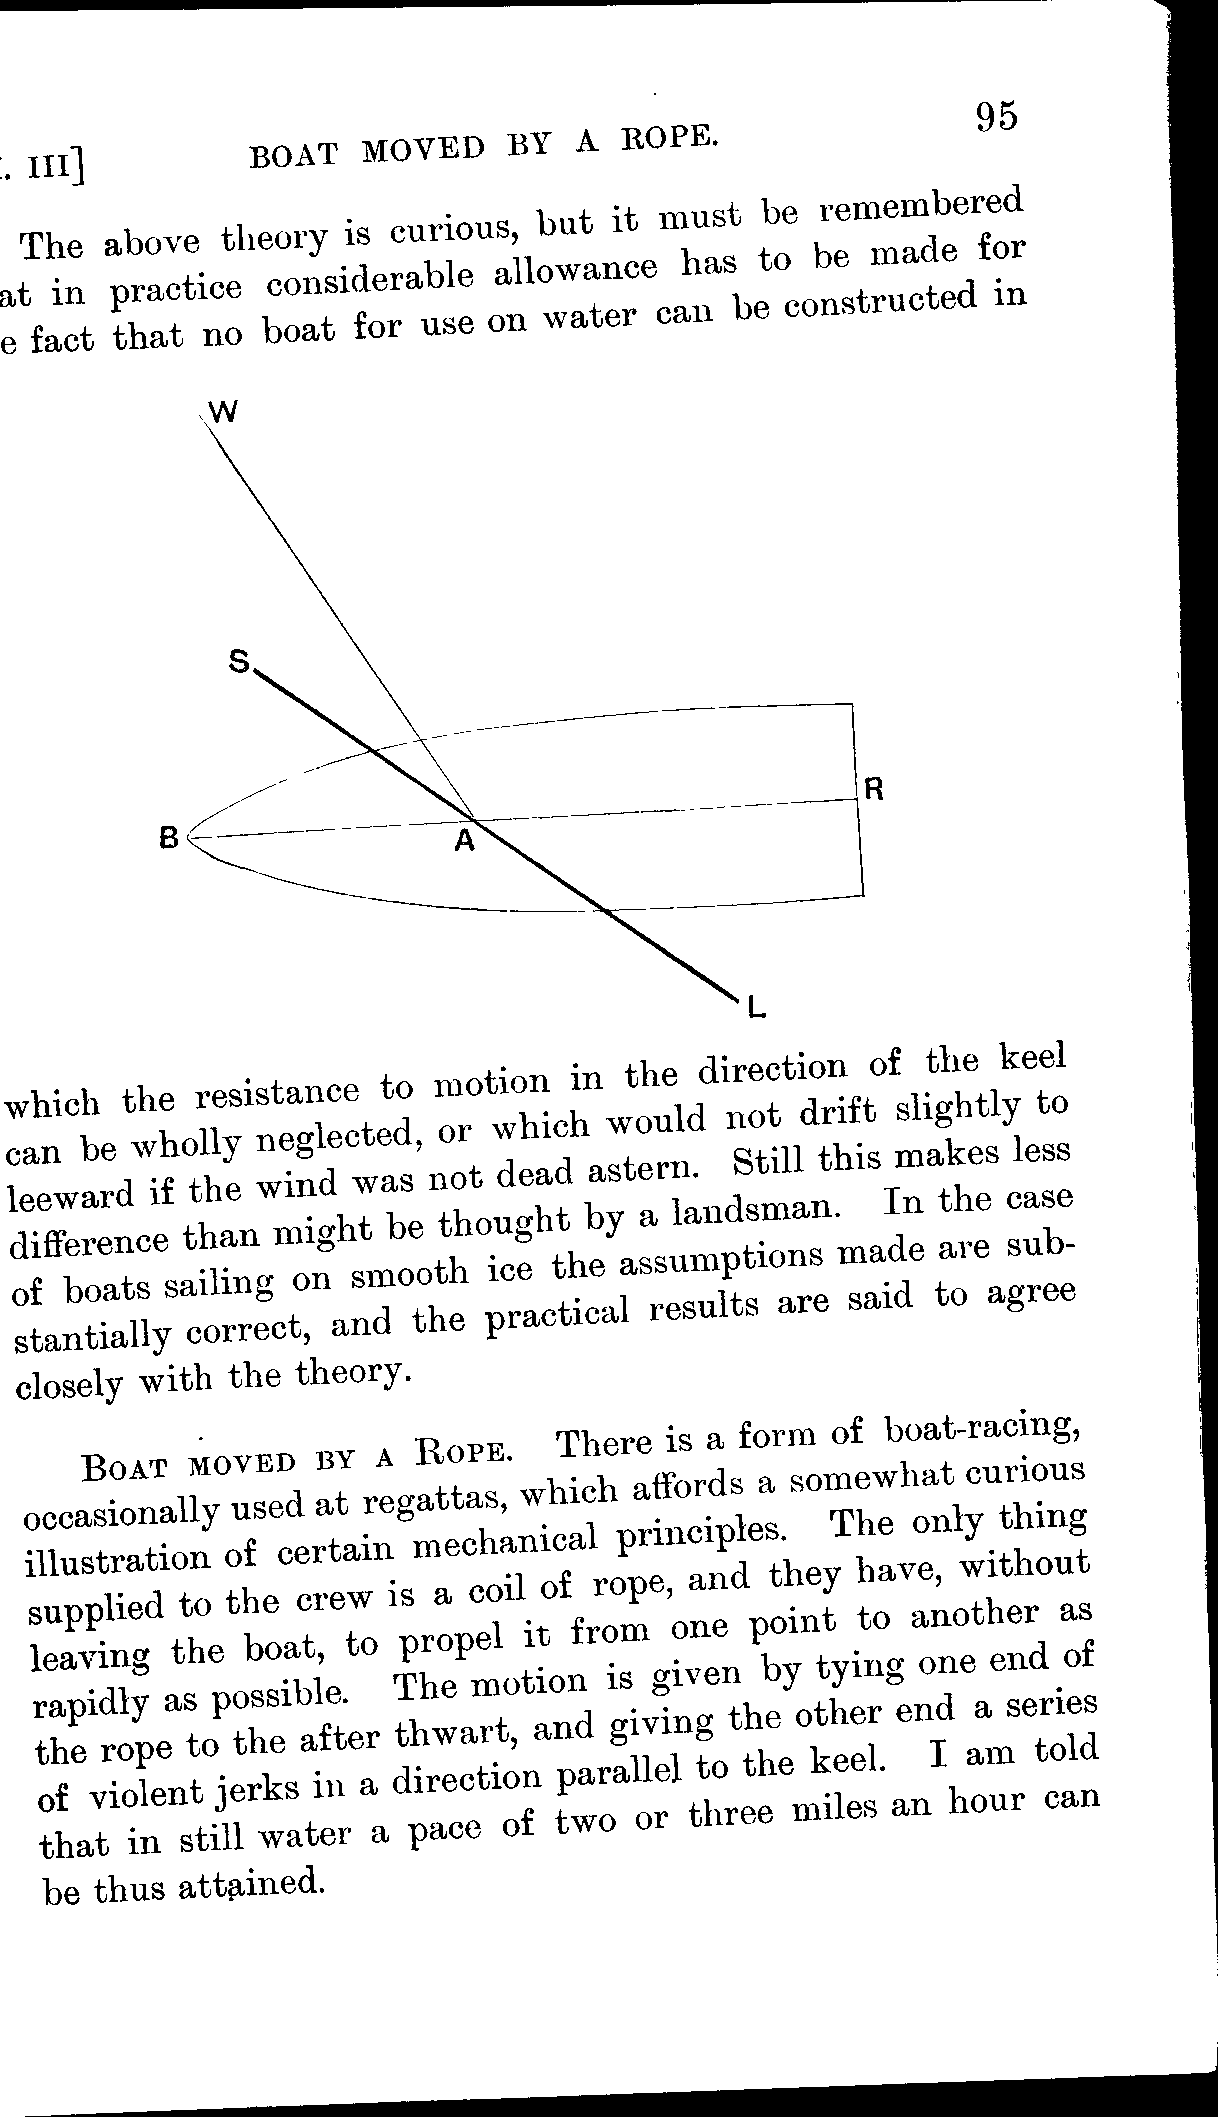 . III] BOAT MOVED BY A ROPE. 95
The above theory is curious, but it must be remembered
at in practice considerable allowance has to be made for
e fact that no boat for use on water can be constructed in
W
S
R
B
A
L
which the resistance to motion in the direction of the keel
can be wholly neglected, or which would not drift slightly to
leeward if the wind was not dead astern. Still this makes less
difference than might be thought by a landsman. In the case
of boats sailing on smooth ice the assumptions made are sub-
stantially correct, and the practical results are said to agree
closely with the theory.
BOAT MOVED BY A ROPE. There is a form of boat-racing,
occasionally used at regattas, which affords a somewhat curious
illustration of certain mechanical principles. The only thing
supplied to the crew is a coil of rope, and they have, without
leaving the boat, to propel it from one point to another as
rapidly as possible. The motion is given by tying one end of
the rope to the after thwart, and giving the other end a series
of violent jerks in a direction parallel to the keel. I am told
that in still water a pace of two or three miles an hour can
be thus attained.